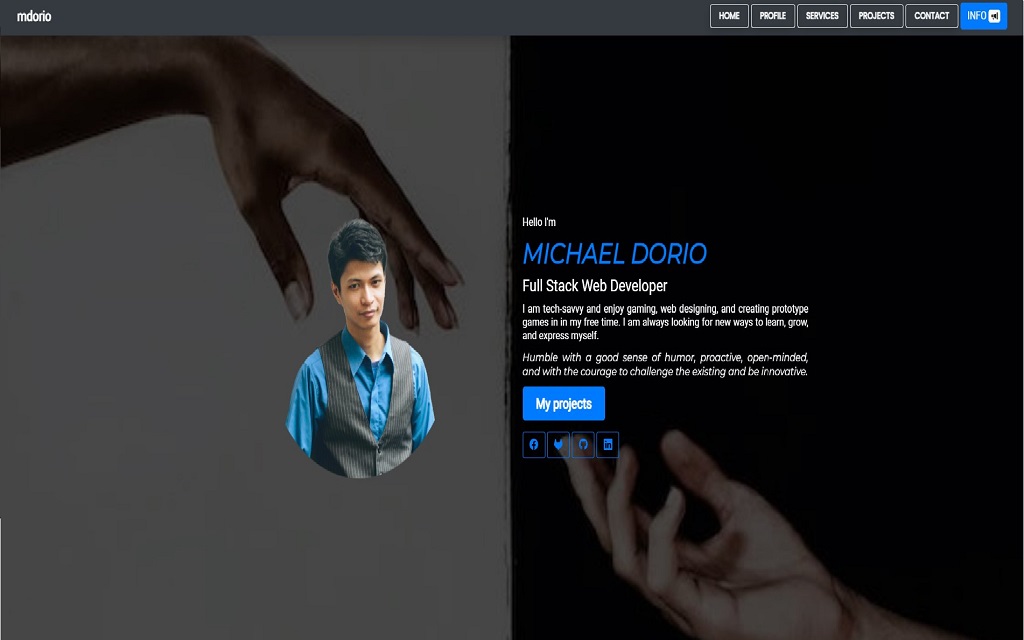 mdorio
HOME PROFILE SERVICES PROJECTS CONTACT INFO
Hello I'm
MICHAEL DORIO
Full Stack Web Developer
I am tech-savvy and enjoy gaming, web designing, and creating prototype
games in in my free time. I am always looking for new ways to learn, grow,
and express myself.
Humble with a good sense of humor, proactive, open-minded,
and with the courage to challenge the existing and be innovative.
My projects